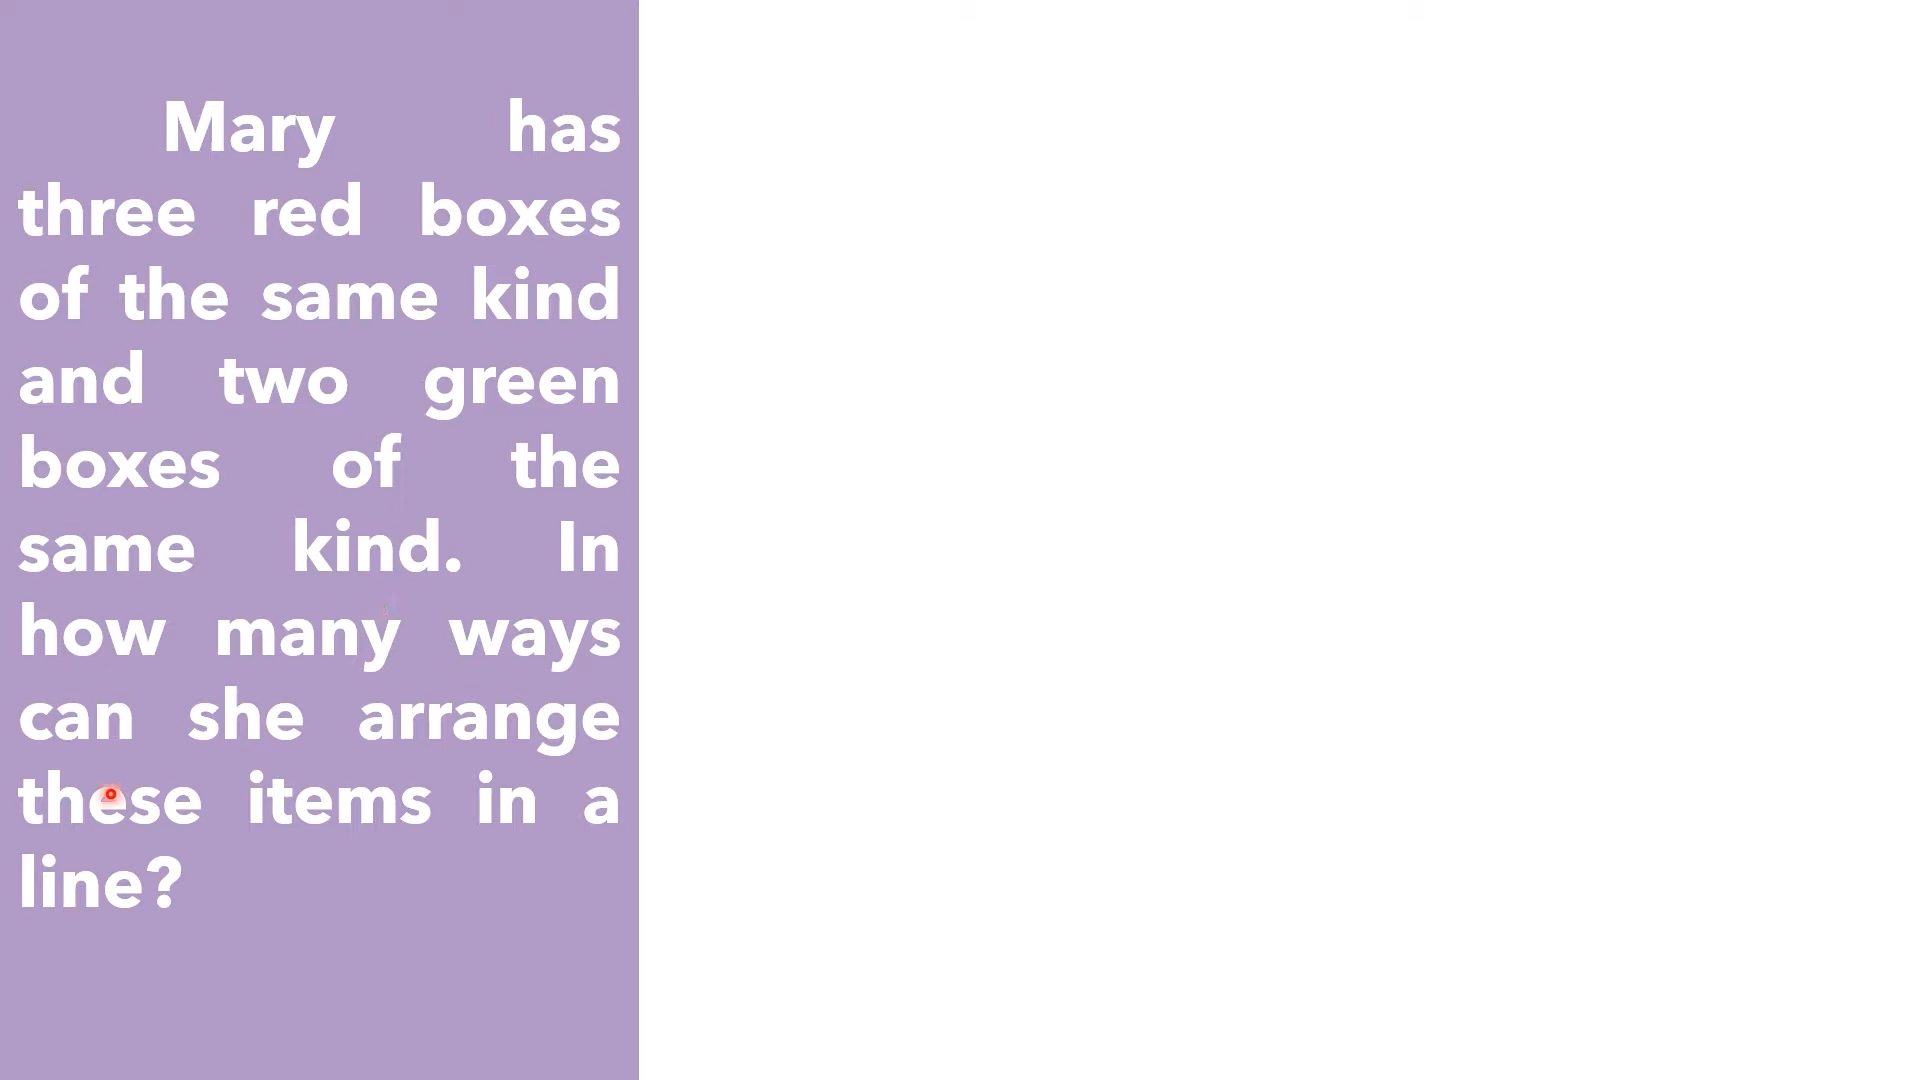 Mary has
three red boxes
of the same kind
and two green
boxes of the
same kind. In
how many ways
can she arrange
these items in a
line?